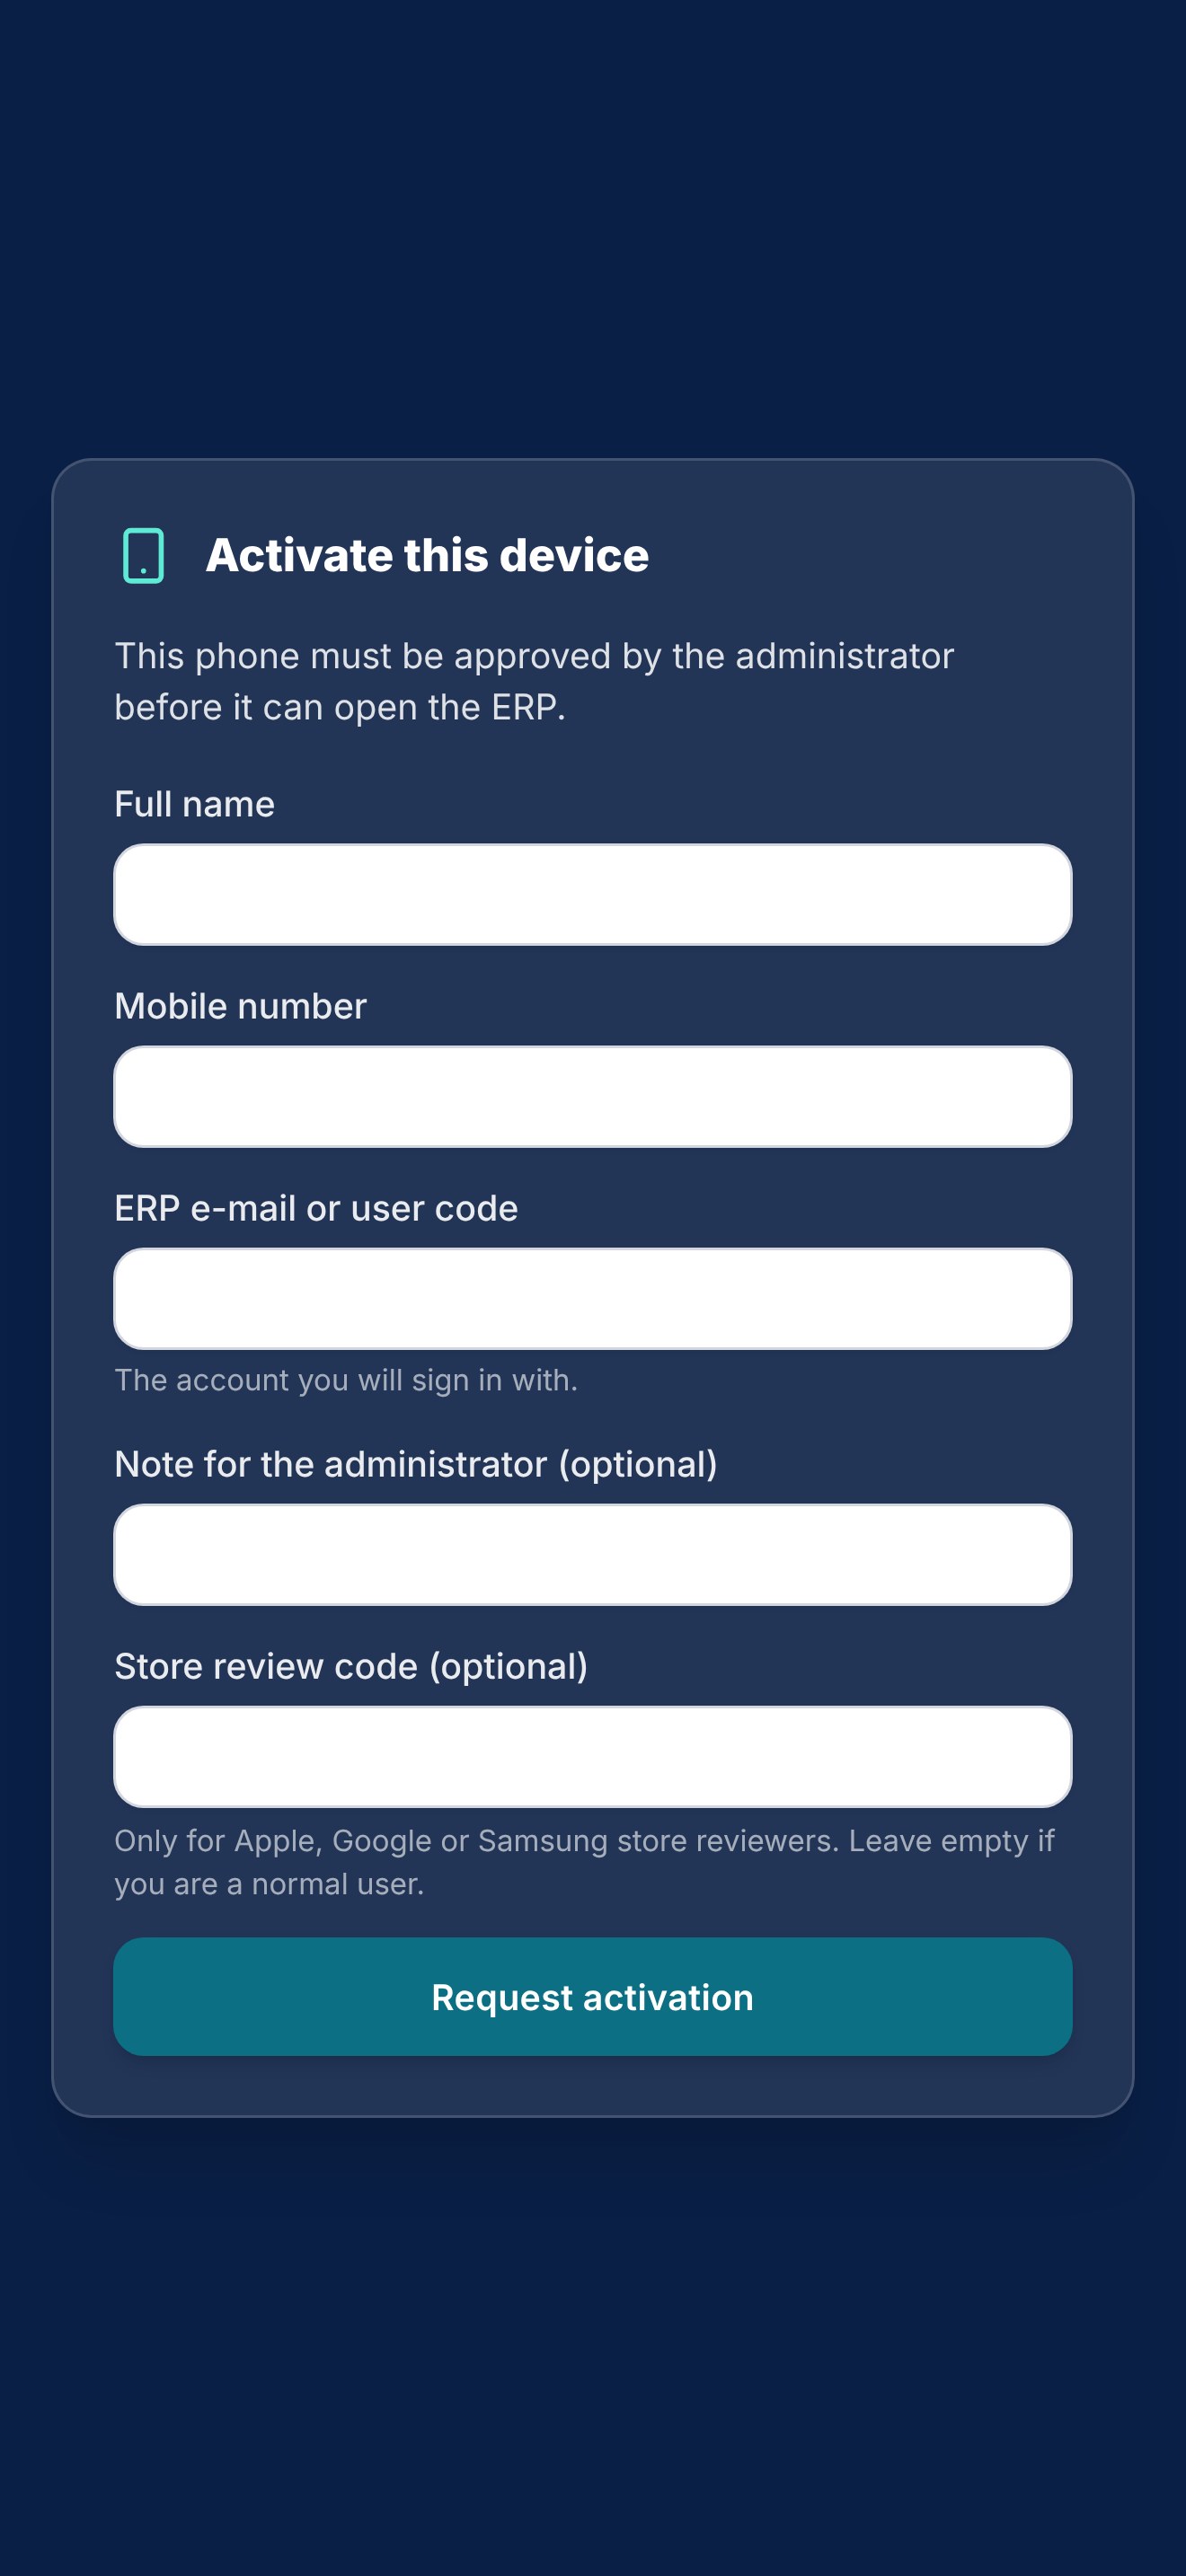 Activate this device
This phone must be approved by the administrator
before it can open the ERP.
Full name
Mobile number
ERP e-mail or user code
The account you will sign in with.
Note for the administrator (optional)
Store review code (optional)
Only for Apple, Google or Samsung store reviewers. Leave empty if
you are a normal user.
Request activation